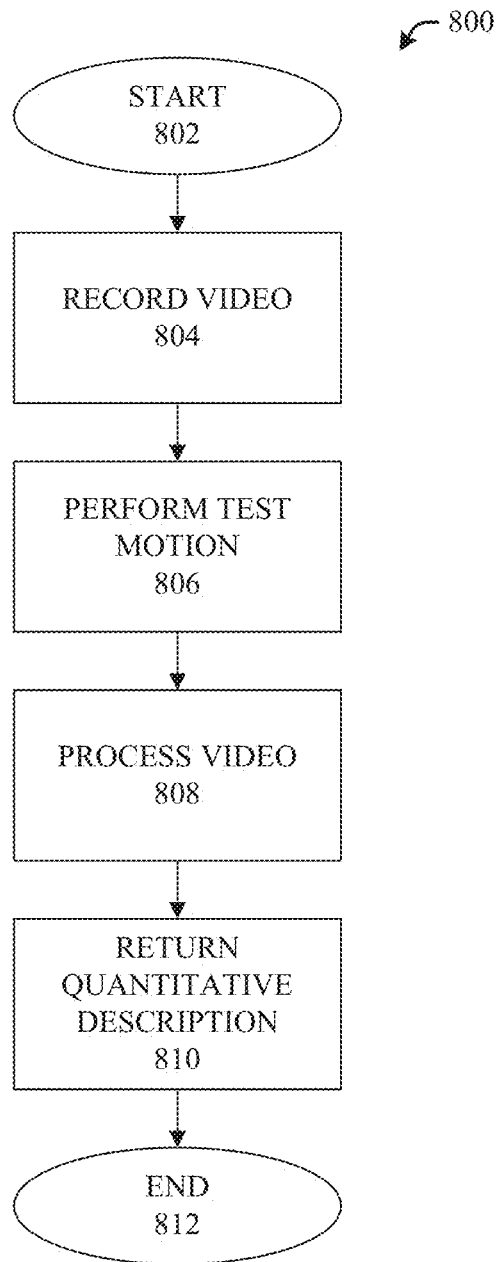 800
START
802
RECORD VIDEO
804
PERFORM TEST
MOTION
806
PROCESS VIDEO
808
RETURN
QUANTITATIVE
DESCRIPTION
810
END
812